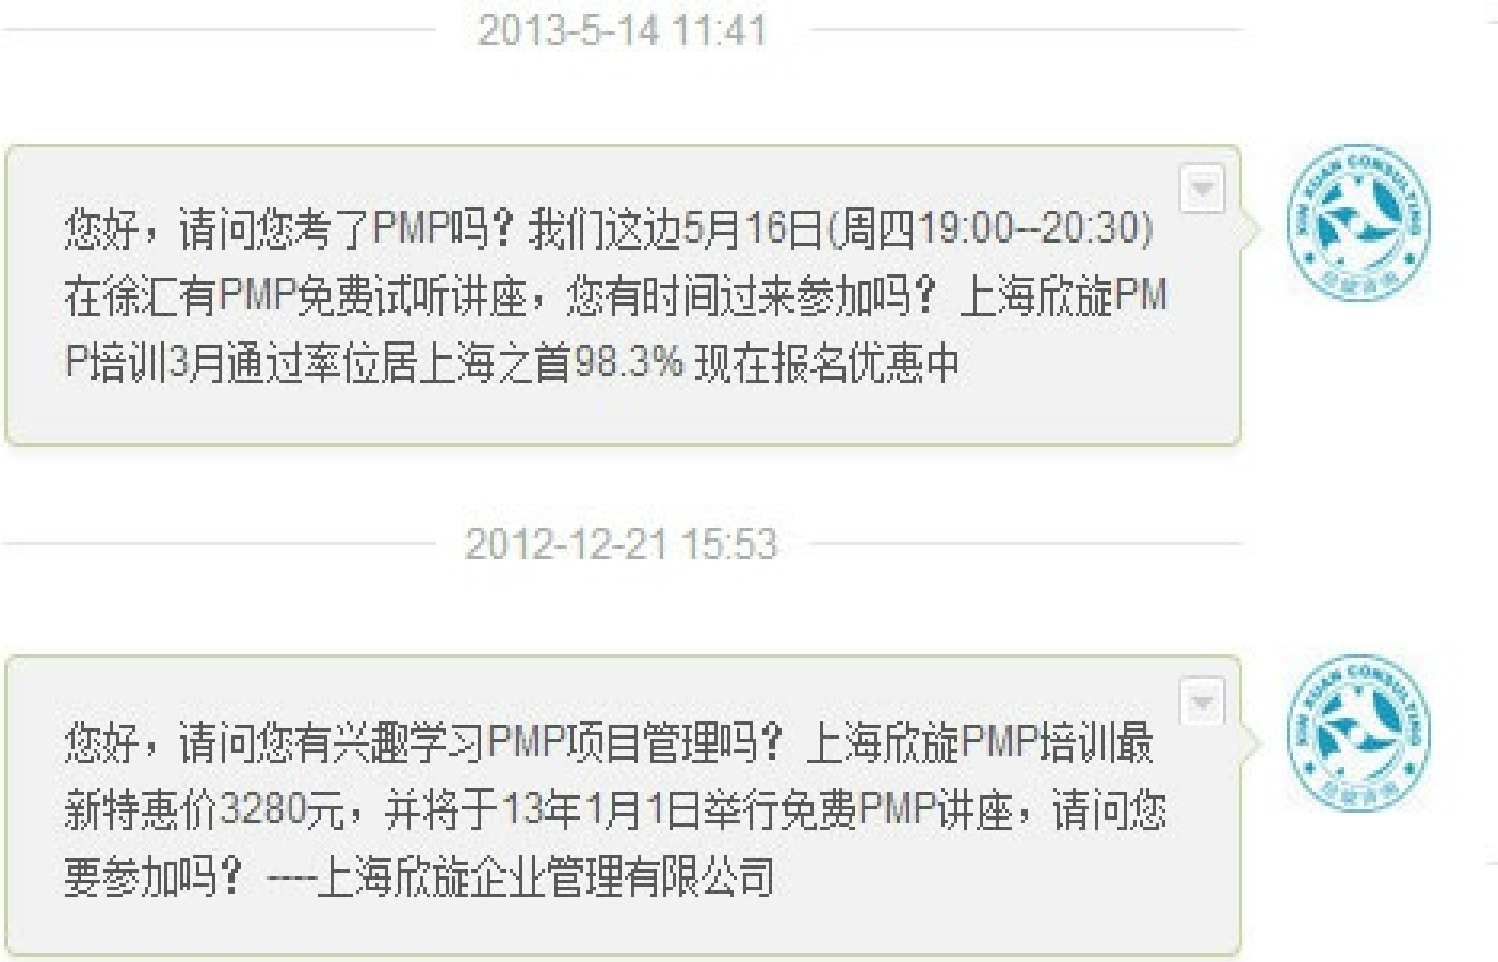 2013-5-14 11:41
您好，请问您考了PMP吗？我们这边5月16日(周四19:00--20:30)
在徐汇有PMP免费试听讲座，您有时间过来参加吗？ 上海欣旋PM
P培训3月通过率位居上海之首98.3% 现在报名优惠中
XUAN CONSULTING
2012-12-21 15:53
您好，请问您有兴趣学习PMP项目管理吗？ 上海欣旋PMP培训最
新特惠价3280元，并将于13年1月1日举行免费PMP讲座，请问您
要参加吗？ ----上海欣旋企业管理有限公司
XUAN CONSULTING